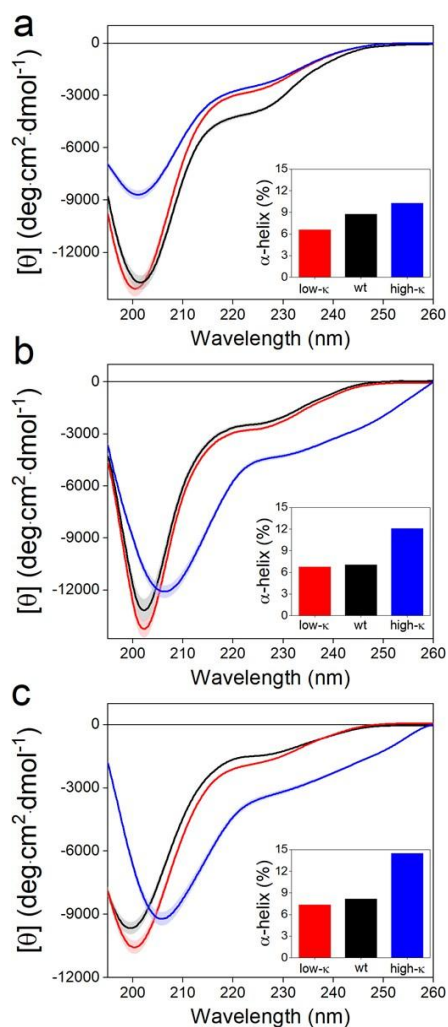 a
[θ] (deg·cm²·dmol⁻¹)
0
-3000
-6000
-9000
-12000
α-helix (%)
15
12
9
6
3
0
low-κ wt high-κ
200 210 220 230 240 250 260
Wavelength (nm)
b
[θ] (deg·cm²·dmol⁻¹)
0
-3000
-6000
-9000
-12000
α-helix (%)
15
12
9
6
3
0
low-κ wt high-κ
200 210 220 230 240 250 260
Wavelength (nm)
c
[θ] (deg·cm²·dmol⁻¹)
0
-3000
-6000
-9000
-12000
α-helix (%)
15
12
9
6
3
0
low-κ wt high-κ
200 210 220 230 240 250 260
Wavelength (nm)